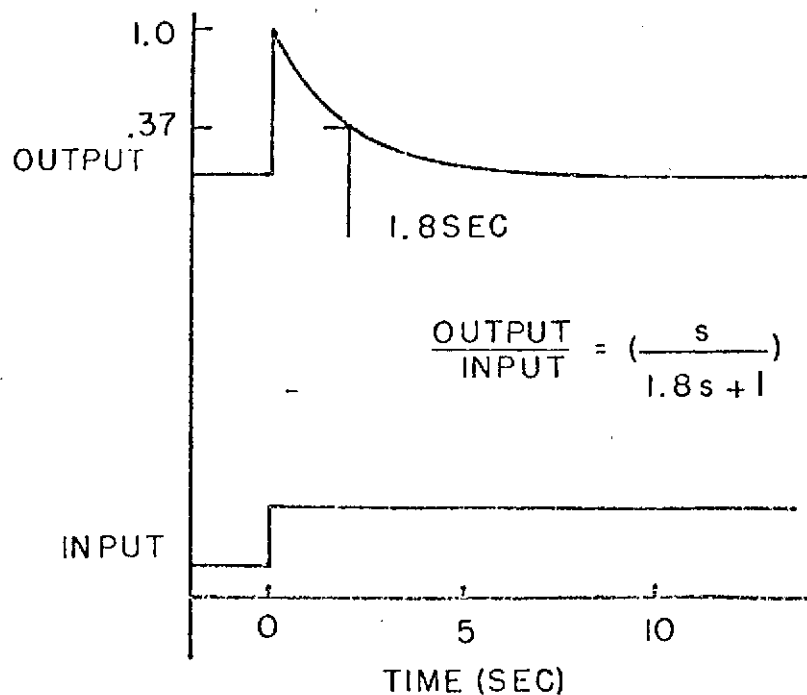 1.0
.37
OUTPUT
1.8SEC
OUTPUT
INPUT
= (
s
1.8s + 1
)
INPUT
0 5 10
TIME (SEC)